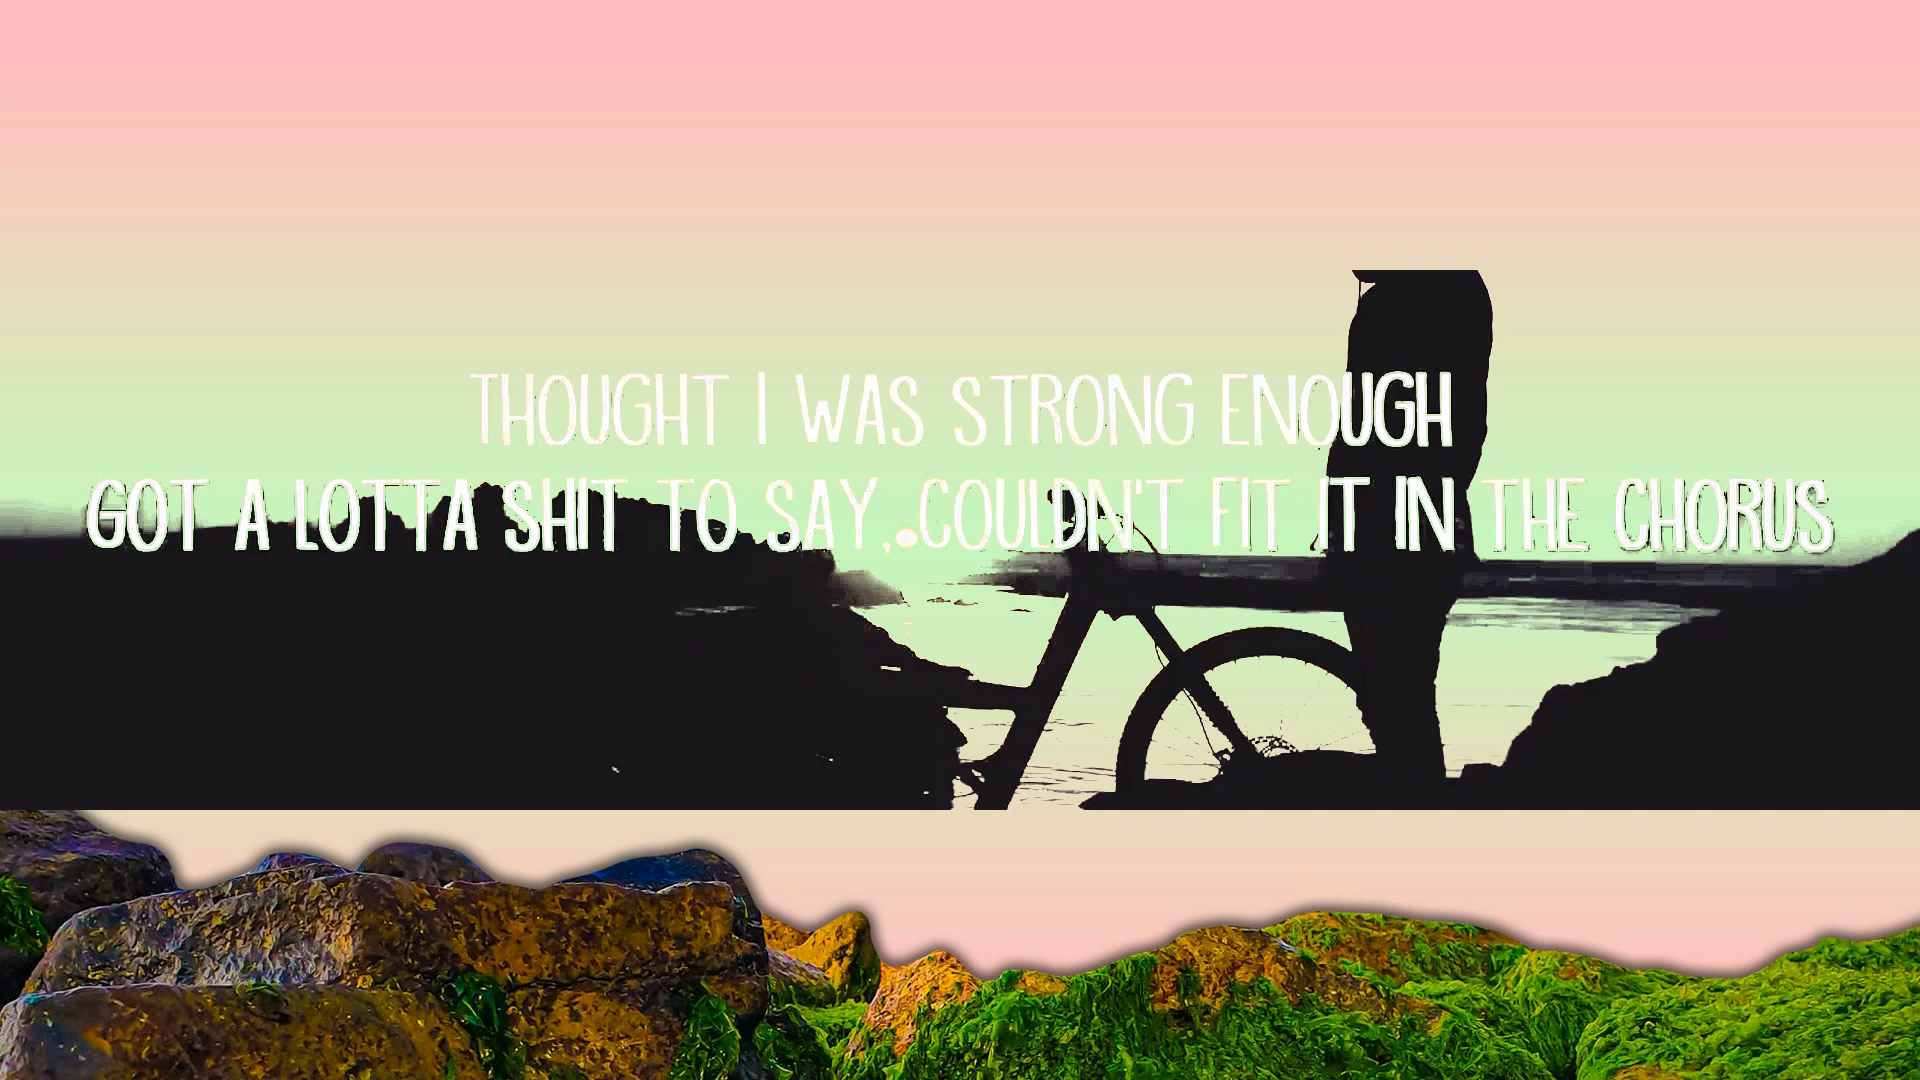 THOUGHT I WAS STRONG ENOUGH
GOT A LOTTA SHIT TO SAY, COULDN'T FIT IT IN THE CHORUS